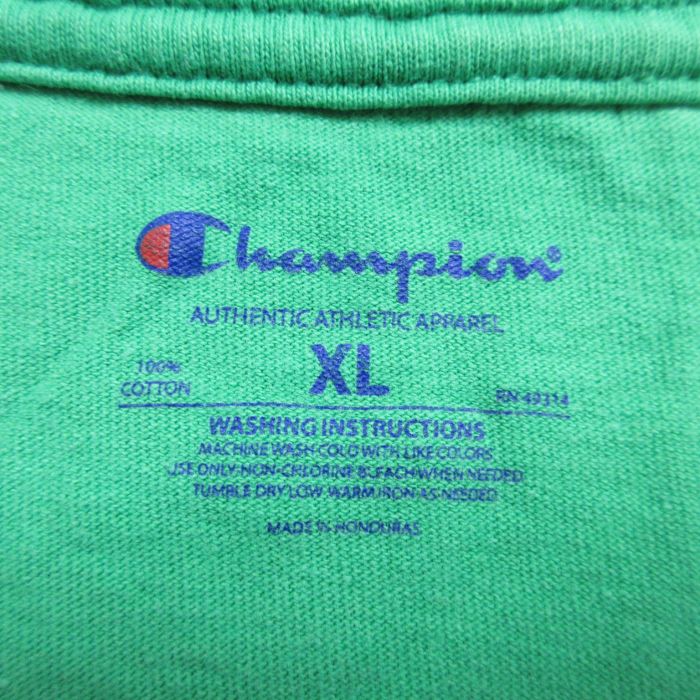 Champion®
AUTHENTIC ATHLETIC APPAREL
XL
100%
COTTON
RN 49314
WASHING INSTRUCTIONS
MACHINE WASH COLD WITH LIKE COLORS
USE ONLY NON-CHLORINE BLEACH WHEN NEEDED
TUMBLE DRY LOW WARM IRON AS NEEDED
MADE IN HONDURAS